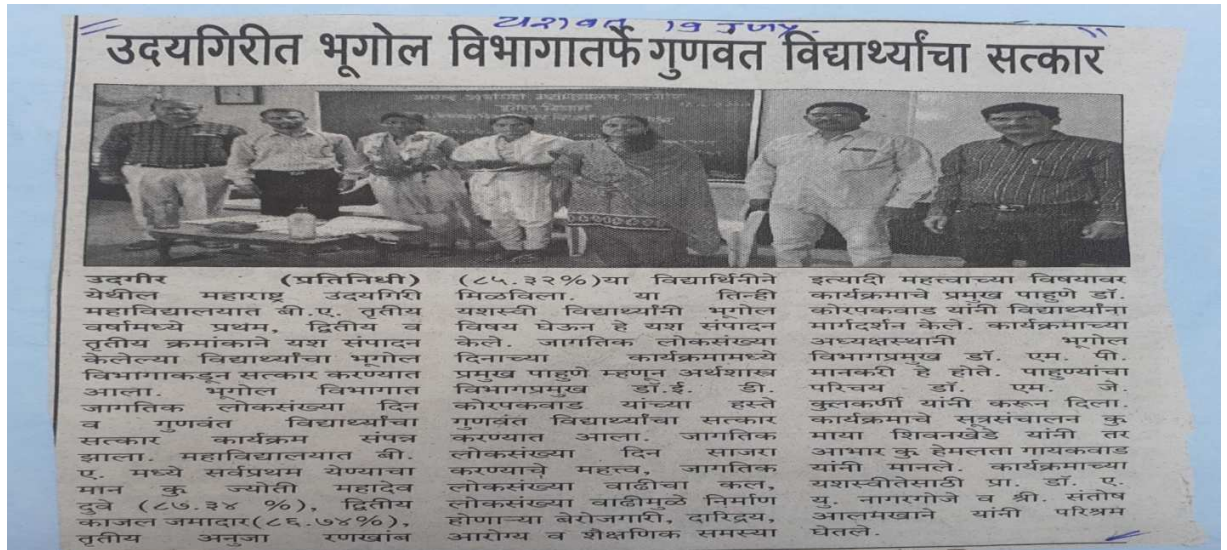 यशवंत
उदयगिरीत भूगोल विभागातर्फे गुणवत विद्यार्थ्यांचा सत्कार
उदगीर (प्रतिनिधी)
येथील महाराष्ट्र उदयगिरी
महाविद्यालयात बी.ए. तृतीय
वर्षामध्ये प्रथम, द्वितीय व
तृतीय क्रमांकाने यश संपादन
केलेल्या विद्यार्थ्यांचा भूगोल
विभागाकडून सत्कार करण्यात
आला. भूगोल विभागात
जागतिक लोकसंख्या दिन
व गुणवंत विद्यार्थ्यांचा
सत्कार कार्यक्रम संपन्न
झाला. महाविद्यालयात बी.
ए. मध्ये सर्वप्रथम येण्याचा
मान कु. ज्योती महादेव
दुवे (८७.३४ %), द्वितीय
काजल जमादार(८६.७४%),
तृतीय अनुजा रणखांब
(८५.३२%)या विद्यार्थिनीने
मिळविला. या तिन्ही
यशस्वी विद्यार्थ्यांनी भूगोल
विषय घेऊन हे यश संपादन
केले. जागतिक लोकसंख्या
दिनाच्या कार्यक्रमामध्ये
प्रमुख पाहुणे म्हणुन अर्थशास्त्र
विभागप्रमुख डॉ.ई. डी.
कोरपकवाड यांच्या हस्ते
गुणवंत विद्यार्थ्यांचा सत्कार
करण्यात आला. जागतिक
लोकसंख्या दिन साजरा
करण्याचे महत्त्व, जागतिक
लोकसंख्या वाढीचा कल,
लोकसंख्या वाढीमुळे निर्माण
होणाऱ्या बेरोजगारी, दारिद्रय,
आरोग्य व शैक्षणिक समस्या
इत्यादी महत्त्वाच्या विषयावर
कार्यक्रमाचे प्रमुख पाहुणे डॉ.
कोरपकवाड यांनी विद्यार्थ्यांना
मार्गदर्शन केले. कार्यक्रमाच्या
अध्यक्षस्थानी भूगोल
विभागप्रमुख डॉ. एम. पी.
मानकरी हे होते. पाहुण्यांचा
परिचय डॉ. एम. जे.
कुलकर्णी यांनी करून दिला.
कार्यक्रमाचे सूत्रसंचालन कु.
माया शिवनखेडे यांनी तर
आभार कु. हेमलता गायकवाड
यांनी मानले. कार्यक्रमाच्या
यशस्वीतेसाठी प्रा. डॉ. ए.
यु. नागरगोजे व श्री. संतोष
आलमखाने यांनी परिश्रम
घेतले.